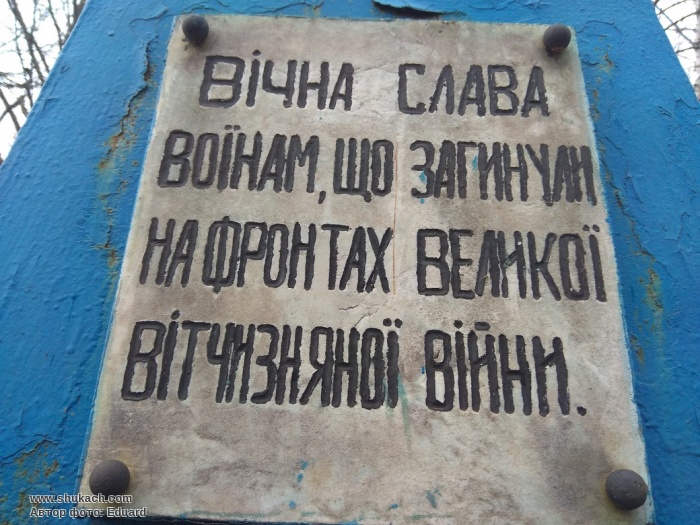 ВІЧНА СЛАВА
ВОЇНАМ, ЩО ЗАГИНУЛИ
НА ФРОНТАХ ВЕЛИКОЇ
ВІТЧИЗНЯНОЇ ВІЙНИ.
www.shukach.com
Автор фото: Eduard